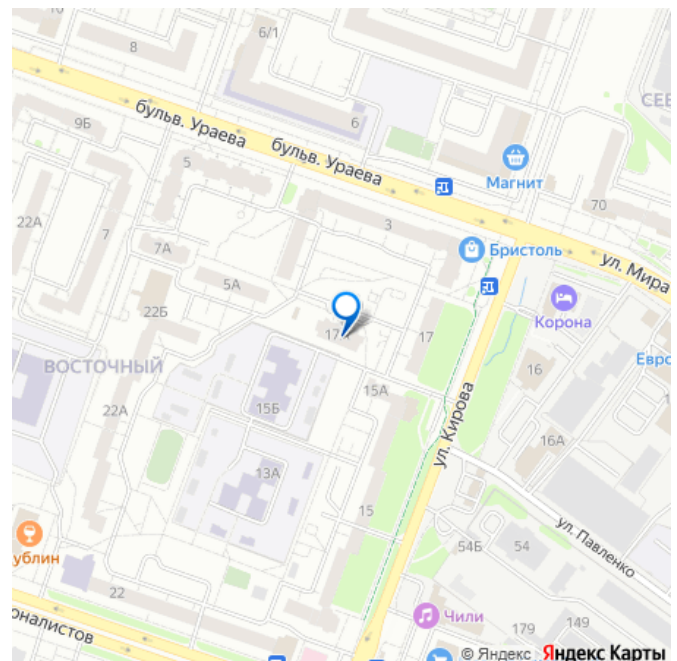 8
6/1
6
СЕВ
9Б
бульв. Ураева
бульв. Ураева
Магнит
5
70
22А
7
7А
3
Бристоль
ул. Мира
5А
22Б
Корона
17
16
ВОСТОЧНЫЙ
15А
Евро
22А
15Б
ул. Кирова
16А
13А
15
ул. Павленко
ублин
54Б
54
22
Чили
179
149
оналистов
© Яндекс Яндекс Карты